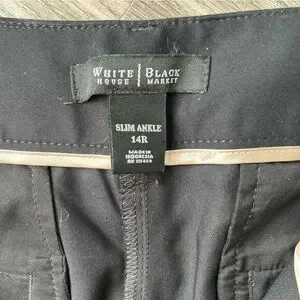 WHITE | BLACK
HOUSE | MARKET
SLIM ANKLE
14R
MADE IN
INDONESIA